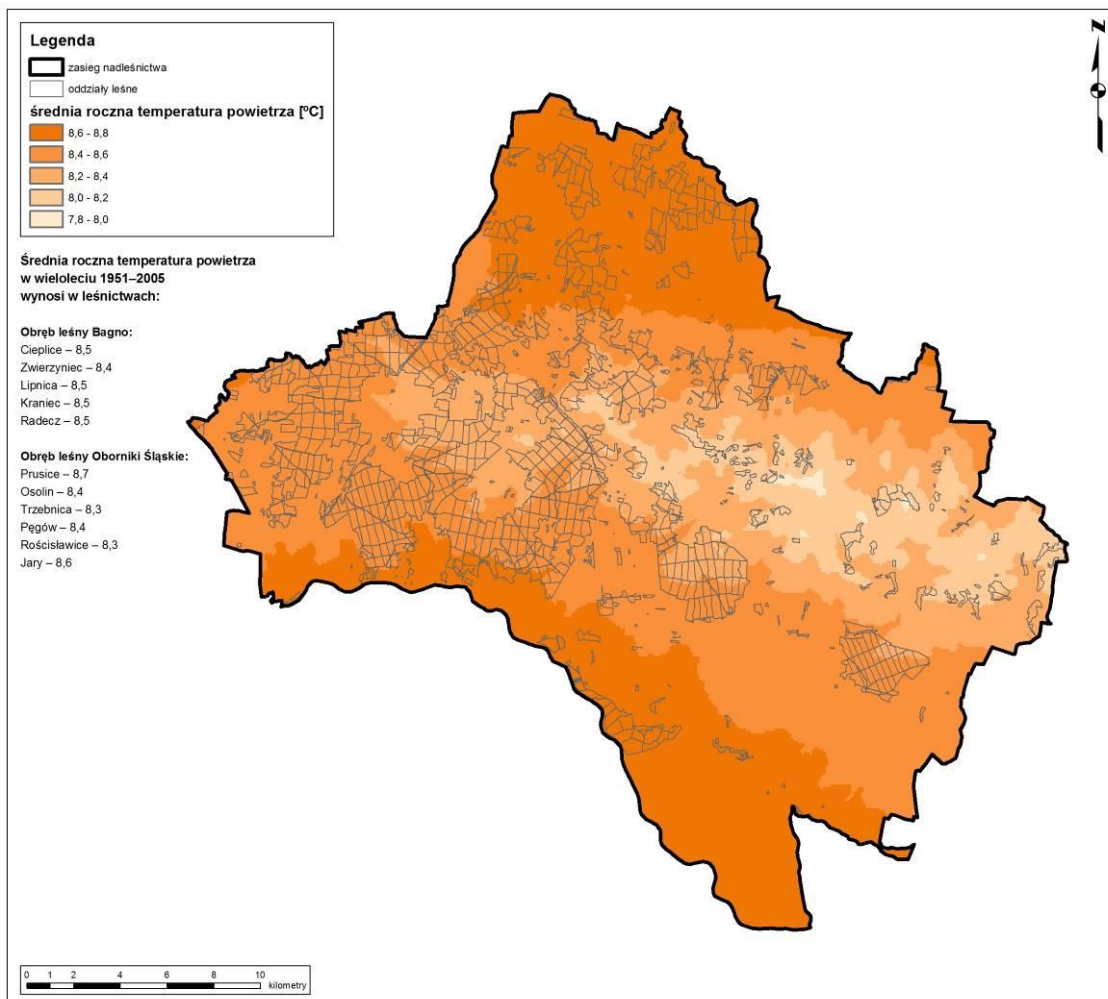 Legenda
zasieg nadleśnictwa
oddziały leśne
średnia roczna temperatura powietrza [ºC]
8,6 - 8,8
8,4 - 8,6
8,2 - 8,4
8,0 - 8,2
7,8 - 8,0
N
Średnia roczna temperatura powietrza
w wieloleciu 1951–2005
wynosi w leśnictwach:
Obręb leśny Bagno:
Cieplice – 8,5
Zwierzyniec – 8,4
Lipnica – 8,5
Kraniec – 8,5
Radecz – 8,5
Obręb leśny Oborniki Śląskie:
Prusice – 8,7
Osolin – 8,4
Trzebnica – 8,3
Pęgów – 8,4
Rościsławice – 8,3
Jary – 8,6
0 1 2 4 6 8 10
kilometry